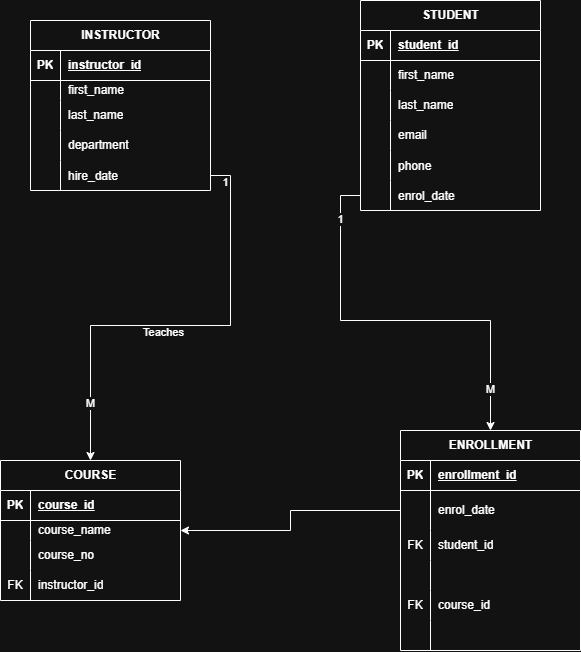 INSTRUCTOR
PK instructor_id
first_name
last_name
department
hire_date
1
STUDENT
PK student_id
first_name
last_name
email
phone
enrol_date
1
Teaches
M
M
COURSE
PK course_id
course_name
course_no
FK instructor_id
ENROLLMENT
PK enrollment_id
enrol_date
FK student_id
FK course_id